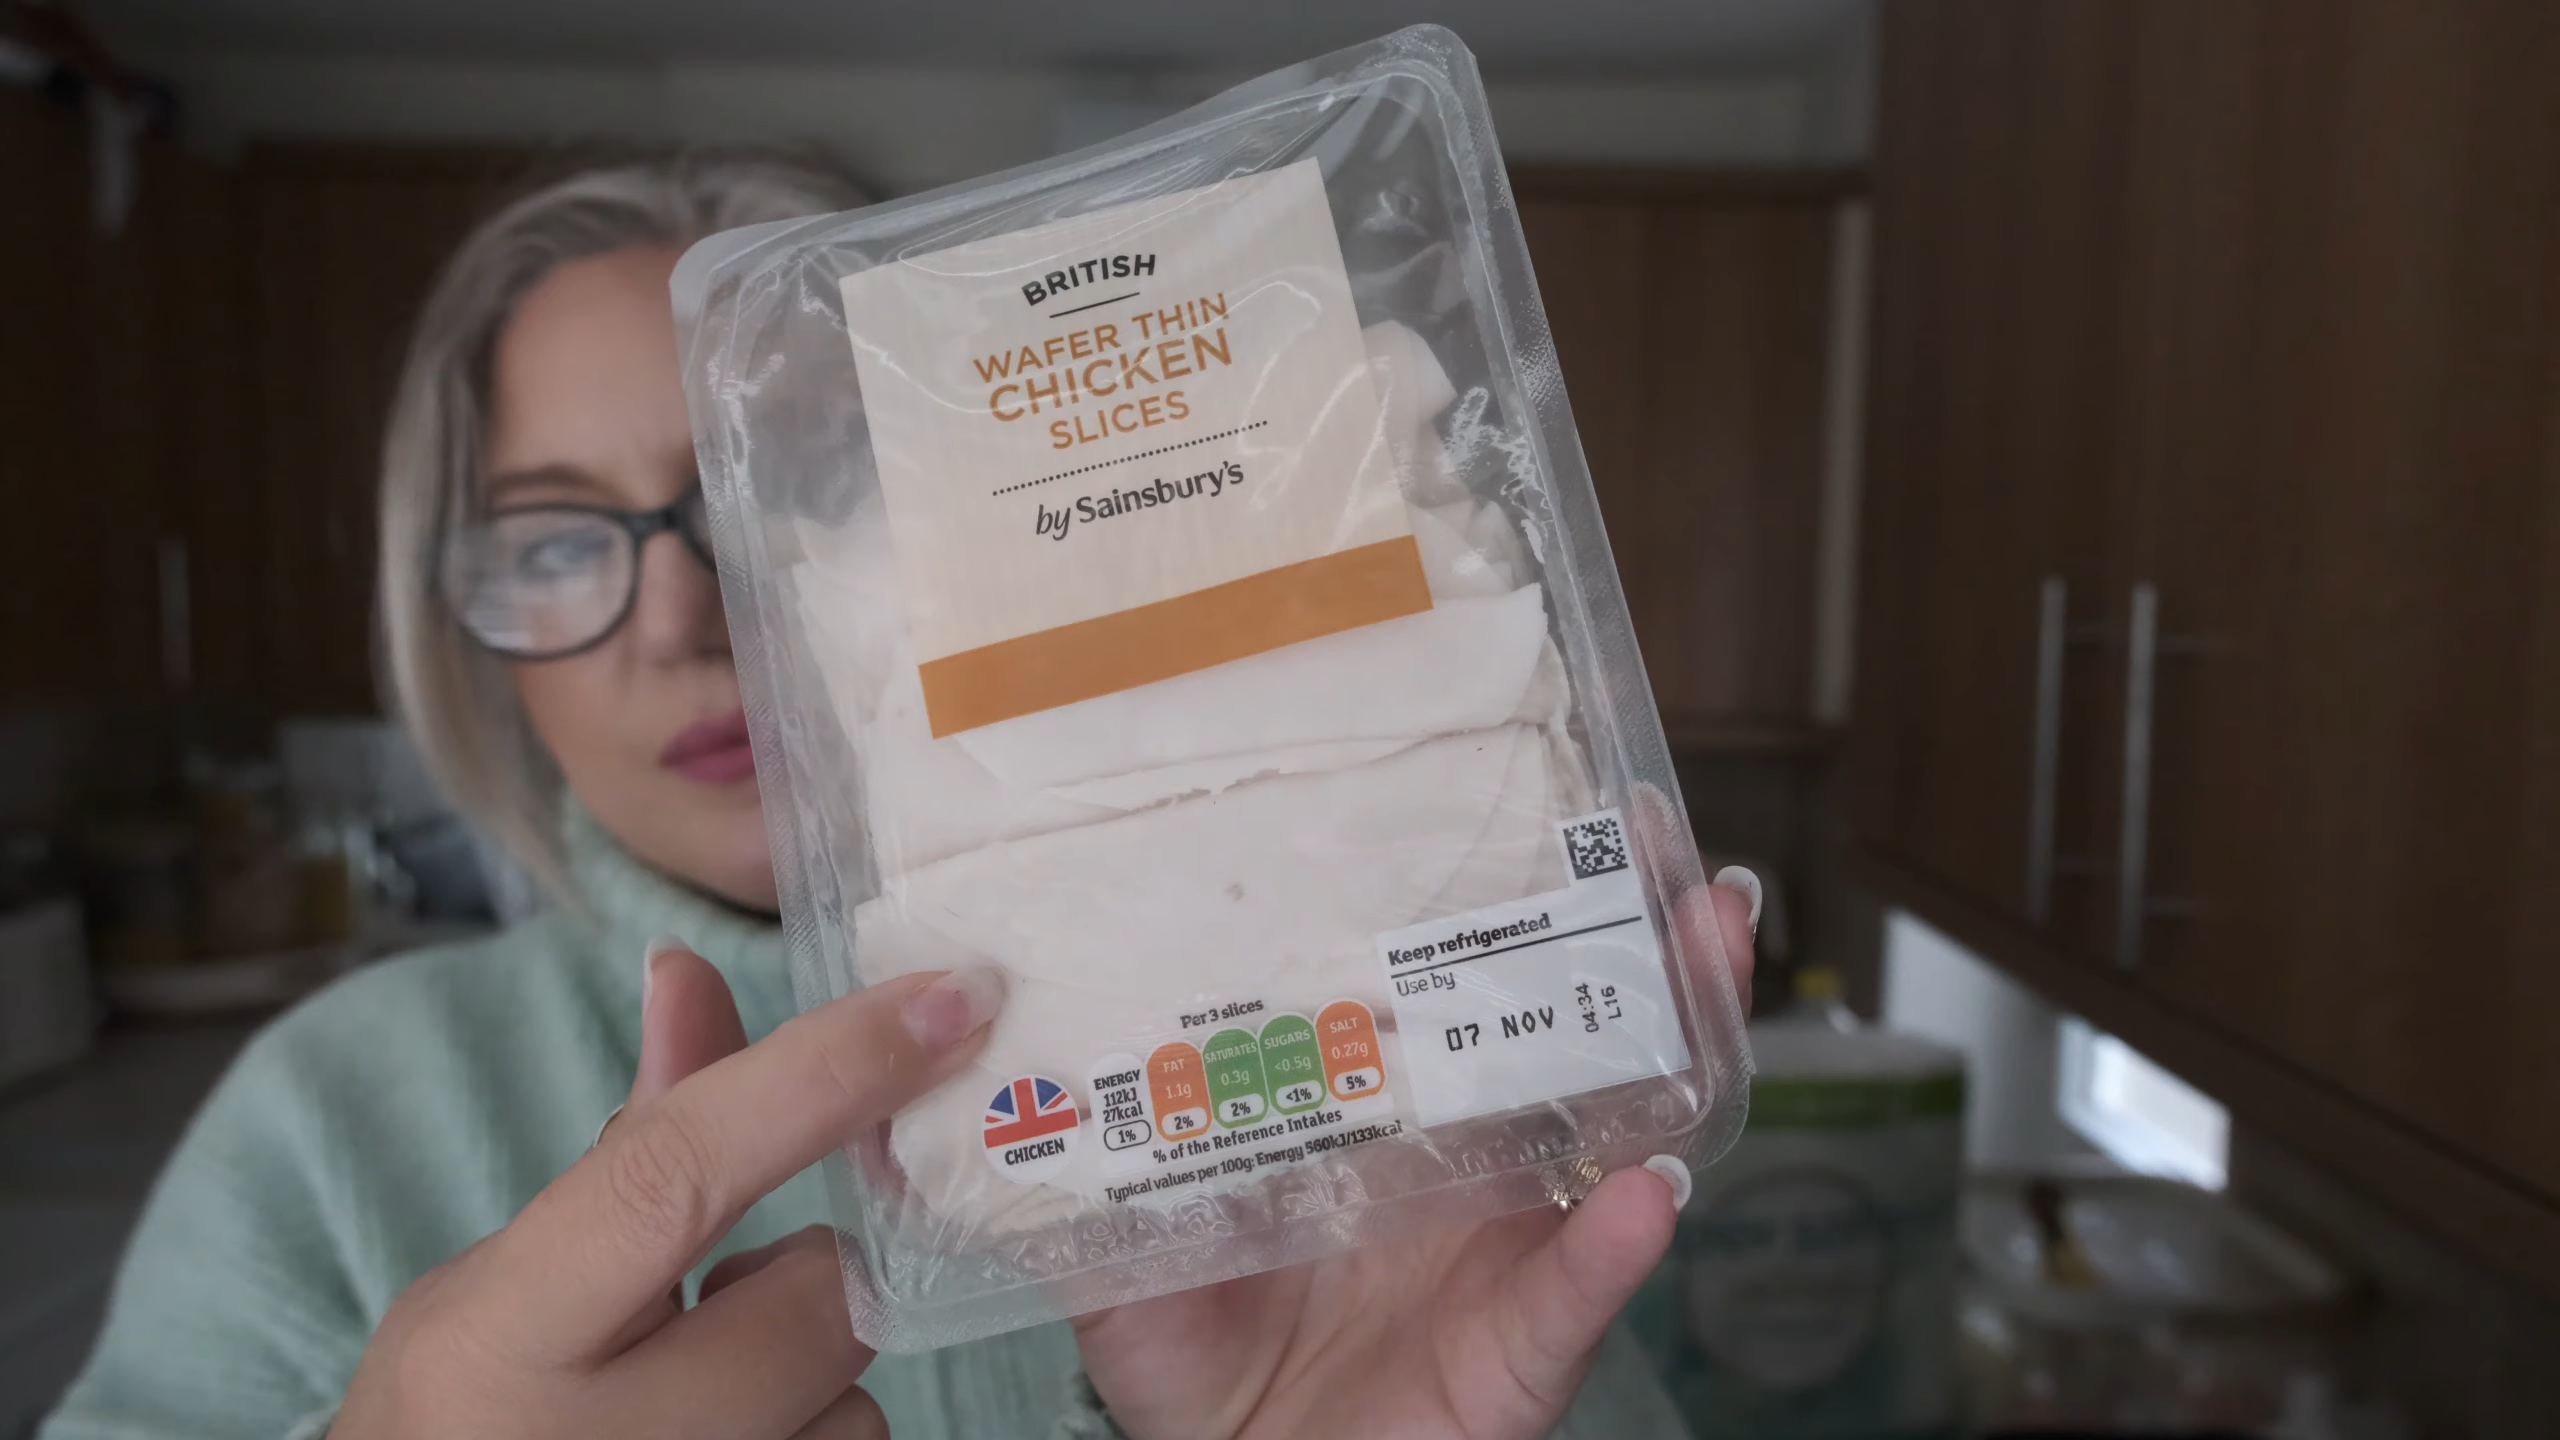 BRITISH
WAFER THIN
CHICKEN
SLICES
by Sainsbury's
Keep refrigerated
Use by
07 NOV
04:34
L16
Per 3 slices
ENERGY
112kJ
27kcal
1%
FAT
1.1g
2%
SATURATES
0.3g
2%
SUGARS
<0.5g
<1%
SALT
0.27g
5%
% of the Reference Intakes
Typical values per 100g: Energy 560kJ/133kcal
CHICKEN